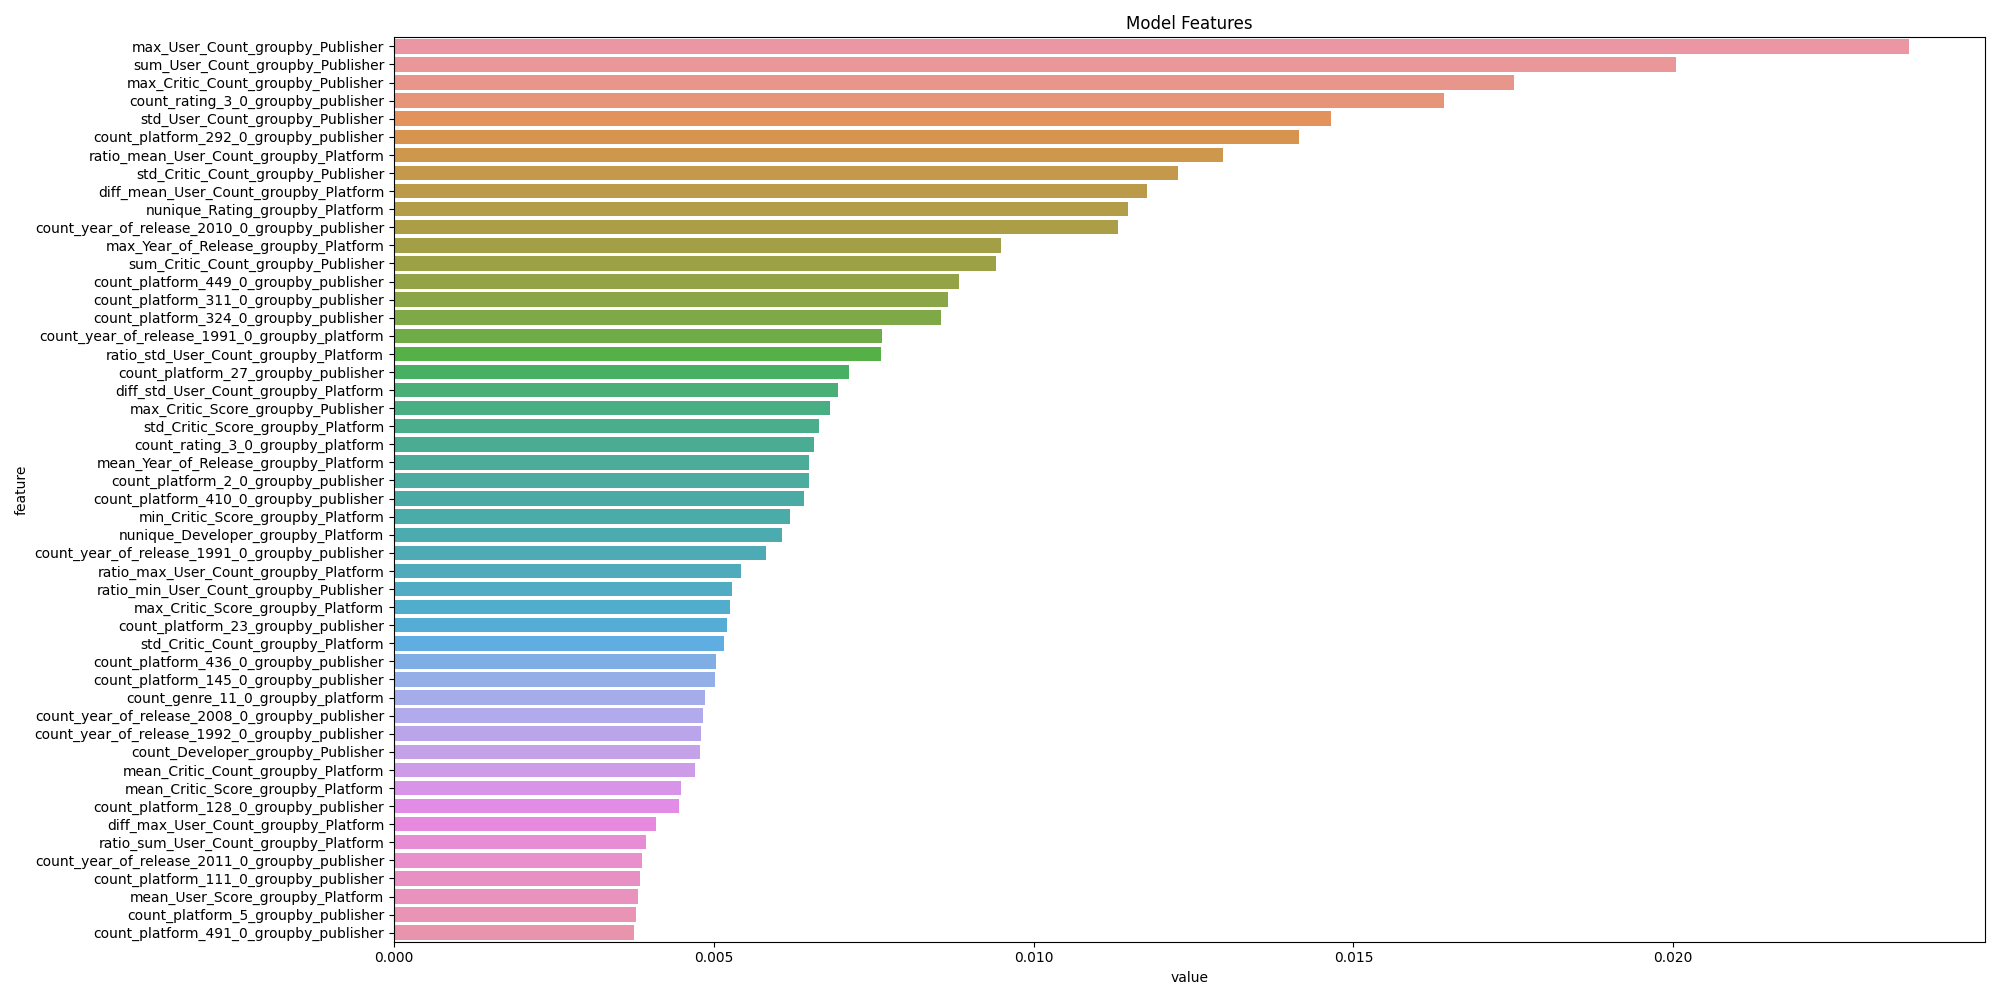 Model Features
max_User_Count_groupby_Publisher
sum_User_Count_groupby_Publisher
max_Critic_Count_groupby_Publisher
count_rating_3_0_groupby_publisher
std_User_Count_groupby_Publisher
count_platform_292_0_groupby_publisher
ratio_mean_User_Count_groupby_Platform
std_Critic_Count_groupby_Publisher
diff_mean_User_Count_groupby_Platform
nunique_Rating_groupby_Platform
count_year_of_release_2010_0_groupby_publisher
max_Year_of_Release_groupby_Platform
sum_Critic_Count_groupby_Publisher
count_platform_449_0_groupby_publisher
count_platform_311_0_groupby_publisher
count_platform_324_0_groupby_publisher
count_year_of_release_1991_0_groupby_platform
ratio_std_User_Count_groupby_Platform
count_platform_27_groupby_publisher
diff_std_User_Count_groupby_Platform
max_Critic_Score_groupby_Publisher
std_Critic_Score_groupby_Platform
count_rating_3_0_groupby_platform
mean_Year_of_Release_groupby_Platform
count_platform_2_0_groupby_publisher
count_platform_410_0_groupby_publisher
min_Critic_Score_groupby_Platform
nunique_Developer_groupby_Platform
count_year_of_release_1991_0_groupby_publisher
ratio_max_User_Count_groupby_Platform
ratio_min_User_Count_groupby_Publisher
max_Critic_Score_groupby_Platform
count_platform_23_groupby_publisher
std_Critic_Count_groupby_Platform
count_platform_436_0_groupby_publisher
count_platform_145_0_groupby_publisher
count_genre_11_0_groupby_platform
count_year_of_release_2008_0_groupby_publisher
count_year_of_release_1992_0_groupby_publisher
count_Developer_groupby_Publisher
mean_Critic_Count_groupby_Platform
mean_Critic_Score_groupby_Platform
count_platform_128_0_groupby_publisher
diff_max_User_Count_groupby_Platform
ratio_sum_User_Count_groupby_Platform
count_year_of_release_2011_0_groupby_publisher
count_platform_111_0_groupby_publisher
mean_User_Score_groupby_Platform
count_platform_5_groupby_publisher
count_platform_491_0_groupby_publisher
feature
0.000 0.005 0.010 0.015 0.020
value